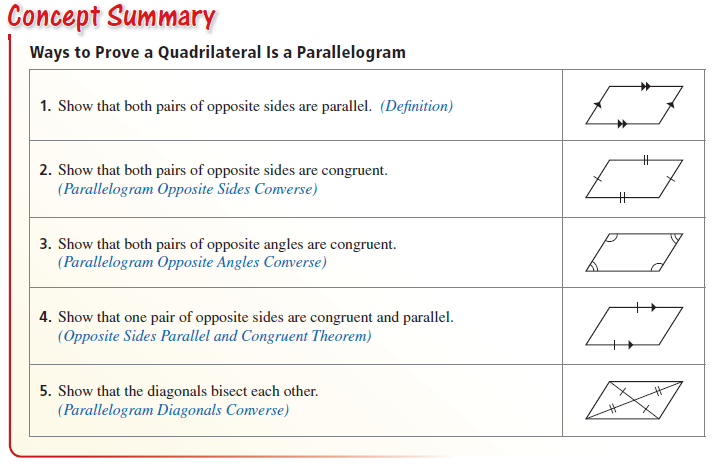 Concept Summary
Ways to Prove a Quadrilateral Is a Parallelogram
1. Show that both pairs of opposite sides are parallel. (Definition)
2. Show that both pairs of opposite sides are congruent.
(Parallelogram Opposite Sides Converse)
3. Show that both pairs of opposite angles are congruent.
(Parallelogram Opposite Angles Converse)
4. Show that one pair of opposite sides are congruent and parallel.
(Opposite Sides Parallel and Congruent Theorem)
5. Show that the diagonals bisect each other.
(Parallelogram Diagonals Converse)